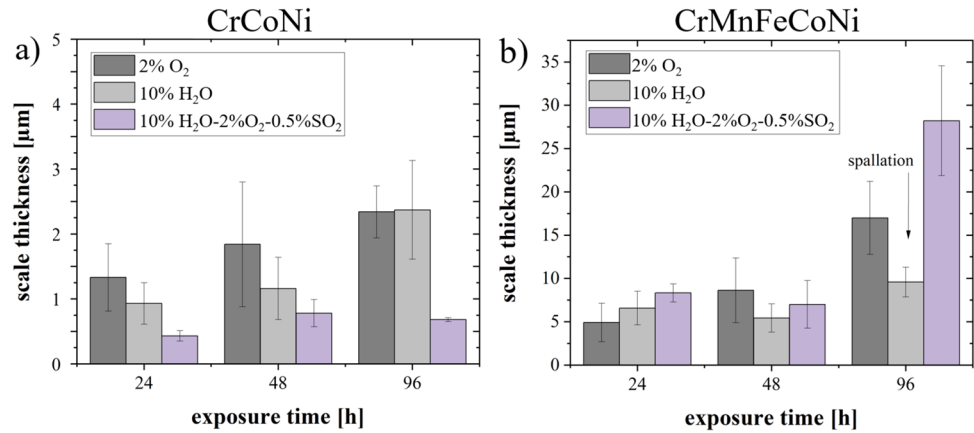 CrCoNi
a)
5
4
3
2
1
0
scale thickness [µm]
2% O₂
10% H₂O
10% H₂O-2%O₂-0.5%SO₂
24
48
96
exposure time [h]
CrMnFeCoNi
b)
35
30
25
20
15
10
5
0
scale thickness [µm]
2% O₂
10% H₂O
10% H₂O-2%O₂-0.5%SO₂
spallation
24
48
96
exposure time [h]